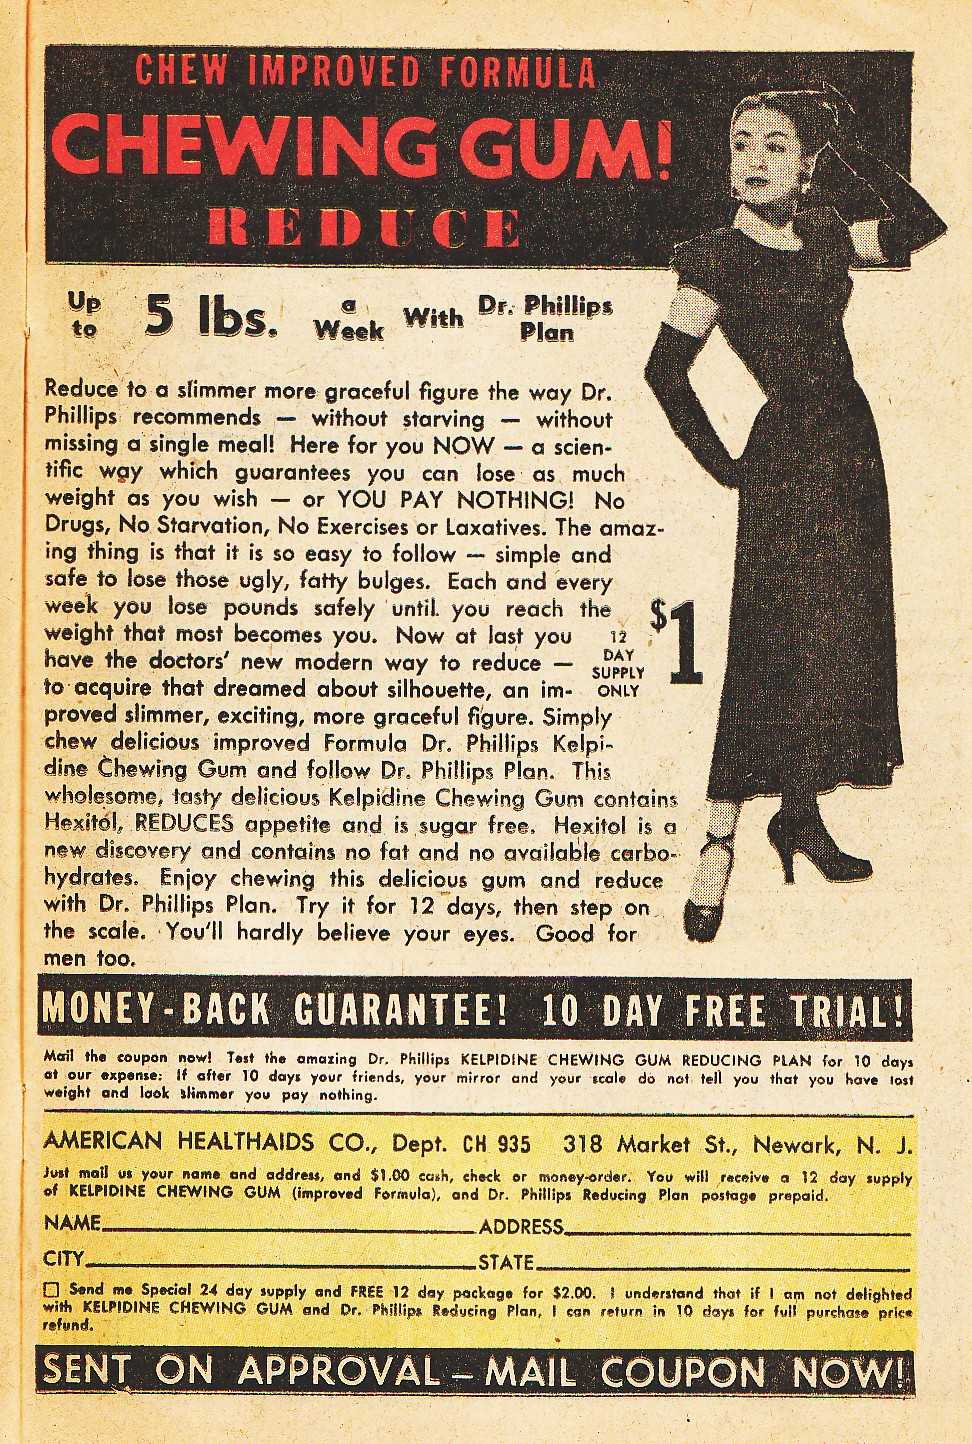 CHEW IMPROVED FORMULA
CHEWING GUM!
REDUCE
Up to 5 lbs. a Week With Dr. Phillips Plan
Reduce to a slimmer more graceful figure the way Dr.
Phillips recommends — without starving — without
missing a single meal! Here for you NOW — a scien-
tific way which guarantees you can lose as much
weight as you wish — or YOU PAY NOTHING! No
Drugs, No Starvation, No Exercises or Laxatives. The amaz-
ing thing is that it is so easy to follow — simple and
safe to lose those ugly, fatty bulges. Each and every
week you lose pounds safely until you reach the
weight that most becomes you. Now at last you
have the doctors' new modern way to reduce —
to acquire that dreamed about silhouette, an im-
proved slimmer, exciting, more graceful figure. Simply
chew delicious improved Formula Dr. Phillips Kelpi-
dine Chewing Gum and follow Dr. Phillips Plan. This
wholesome, tasty delicious Kelpidine Chewing Gum contains
Hexitol, REDUCES appetite and is sugar free. Hexitol is a
new discovery and contains no fat and no available carbo-
hydrates. Enjoy chewing this delicious gum and reduce
with Dr. Phillips Plan. Try it for 12 days, then step on
the scale. You'll hardly believe your eyes. Good for
men too.
12
DAY
SUPPLY
ONLY
$1
MONEY-BACK GUARANTEE! 10 DAY FREE TRIAL!
Mail the coupon now! Test the amazing Dr. Phillips KELPIDINE CHEWING GUM REDUCING PLAN for 10 days
at our expense: If after 10 days your friends, your mirror and your scale do not tell you that you have lost
weight and look slimmer you pay nothing.
AMERICAN HEALTHAIDS CO., Dept. CH 935 318 Market St., Newark, N. J.
Just mail us your name and address, and $1.00 cash, check or money-order. You will receive a 12 day supply
of KELPIDINE CHEWING GUM (improved Formula), and Dr. Phillips Reducing Plan postage prepaid.
NAME ADDRESS
CITY STATE
☐ Send me Special 24 day supply and FREE 12 day package for $2.00. I understand that if I am not delighted
with KELPIDINE CHEWING GUM and Dr. Phillips Reducing Plan, I can return in 10 days for full purchase price
refund.
SENT ON APPROVAL – MAIL COUPON NOW!